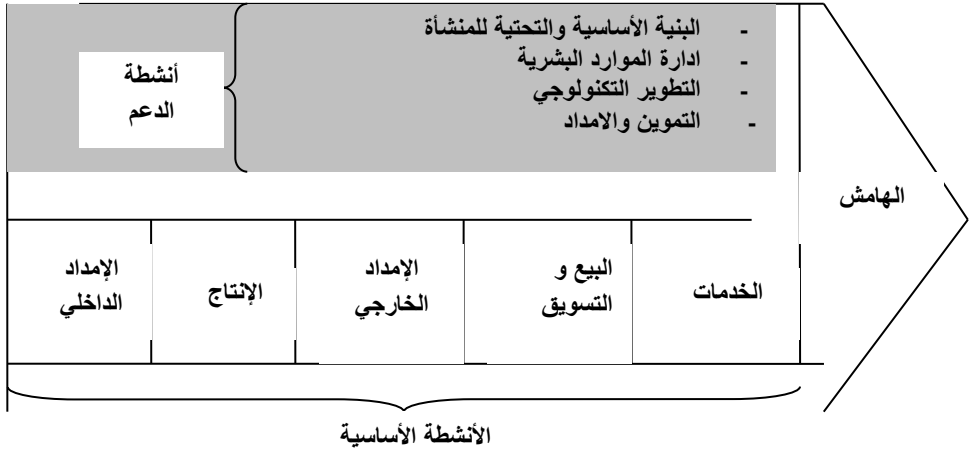 - البنية الأساسية والتحتية للمنشأة
- ادارة الموارد البشرية
- التطوير التكنولوجي
- التموين والامداد
أنشطة
الدعم
الهامش
الإمداد
الداخلي
الإنتاج
الإمداد
الخارجي
البيع و
التسويق
الخدمات
الأنشطة الأساسية